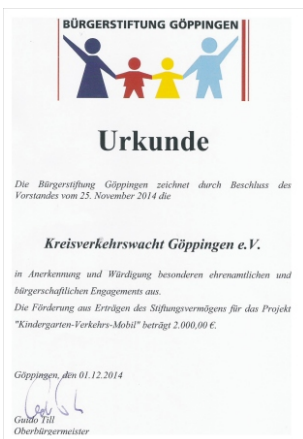 BÜRGERSTIFTUNG GÖPPINGEN
Urkunde
Die Bürgerstiftung Göppingen zeichnet durch Beschluss des
Vorstandes vom 25. November 2014 die
Kreisverkehrswacht Göppingen e.V.
in Anerkennung und Würdigung besonderen ehrenamtlichen und
bürgerschaftlichen Engagements aus.
Die Förderung aus Erträgen des Stiftungsvermögens für das Projekt
"Kindergarten-Verkehrs-Mobil" beträgt 2.000,00 €.
Göppingen, den 01.12.2014
Guido Till
Oberbürgermeister